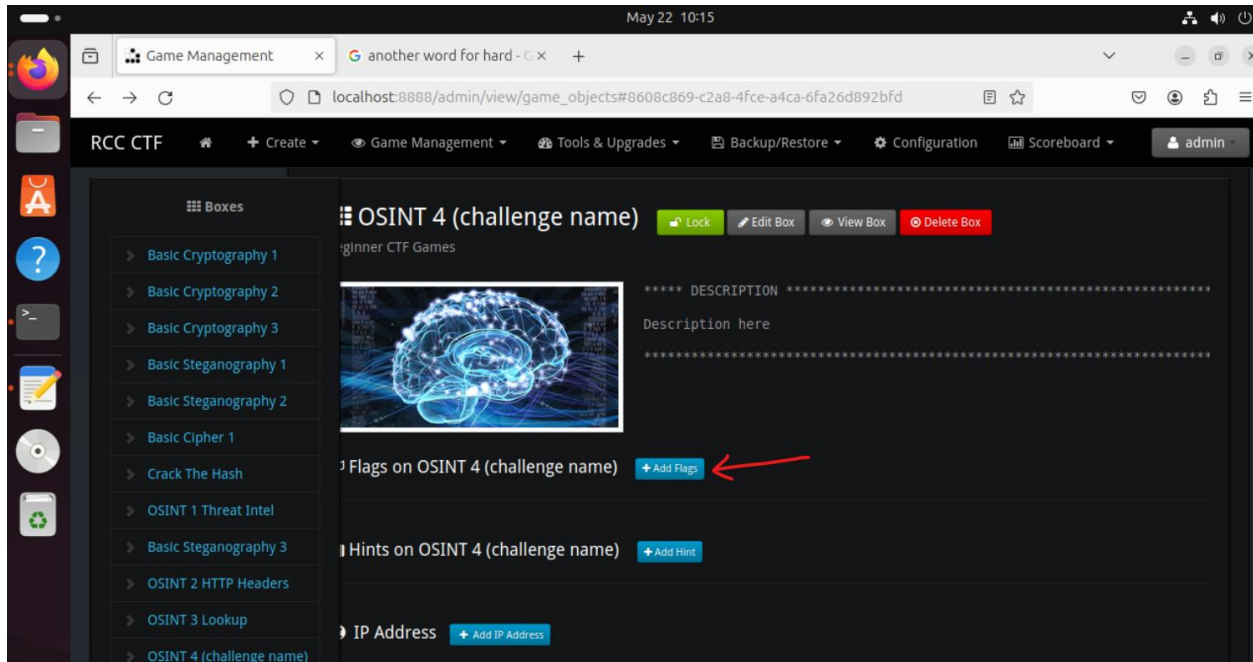 May 22 10:15
Game Management
another word for hard - G
localhost:8888/admin/view/game_objects#8608c869-c2a8-4fce-a4ca-6fa26d892bfd
RCC CTF
Create
Game Management
Tools & Upgrades
Backup/Restore
Configuration
Scoreboard
admin
Boxes
Basic Cryptography 1
Basic Cryptography 2
Basic Cryptography 3
Basic Steganography 1
Basic Steganography 2
Basic Cipher 1
Crack The Hash
OSINT 1 Threat Intel
Basic Steganography 3
OSINT 2 HTTP Headers
OSINT 3 Lookup
OSINT 4 (challenge name)
OSINT 4 (challenge name)
Lock
Edit Box
View Box
Delete Box
eginner CTF Games
***** DESCRIPTION ******************************************
Description here
************************************************************
Flags on OSINT 4 (challenge name)
+ Add Flags
Hints on OSINT 4 (challenge name)
+ Add Hint
IP Address
+ Add IP Address